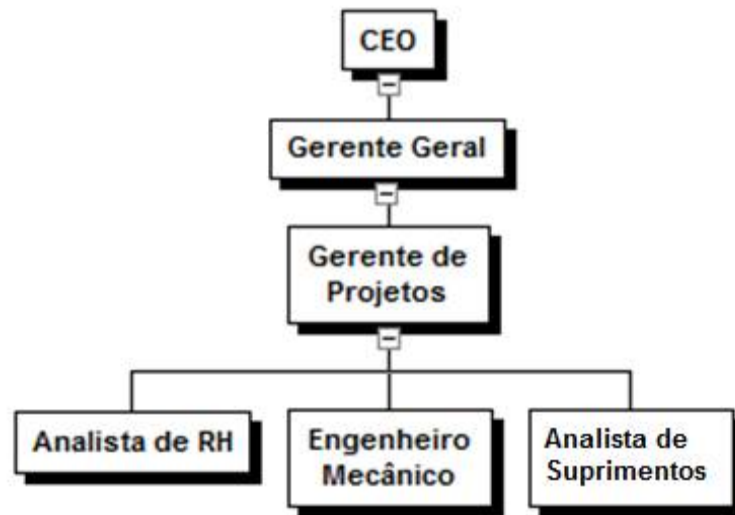 CEO
Gerente Geral
Gerente de
Projetos
Analista de RH
Engenheiro
Mecânico
Analista de
Suprimentos